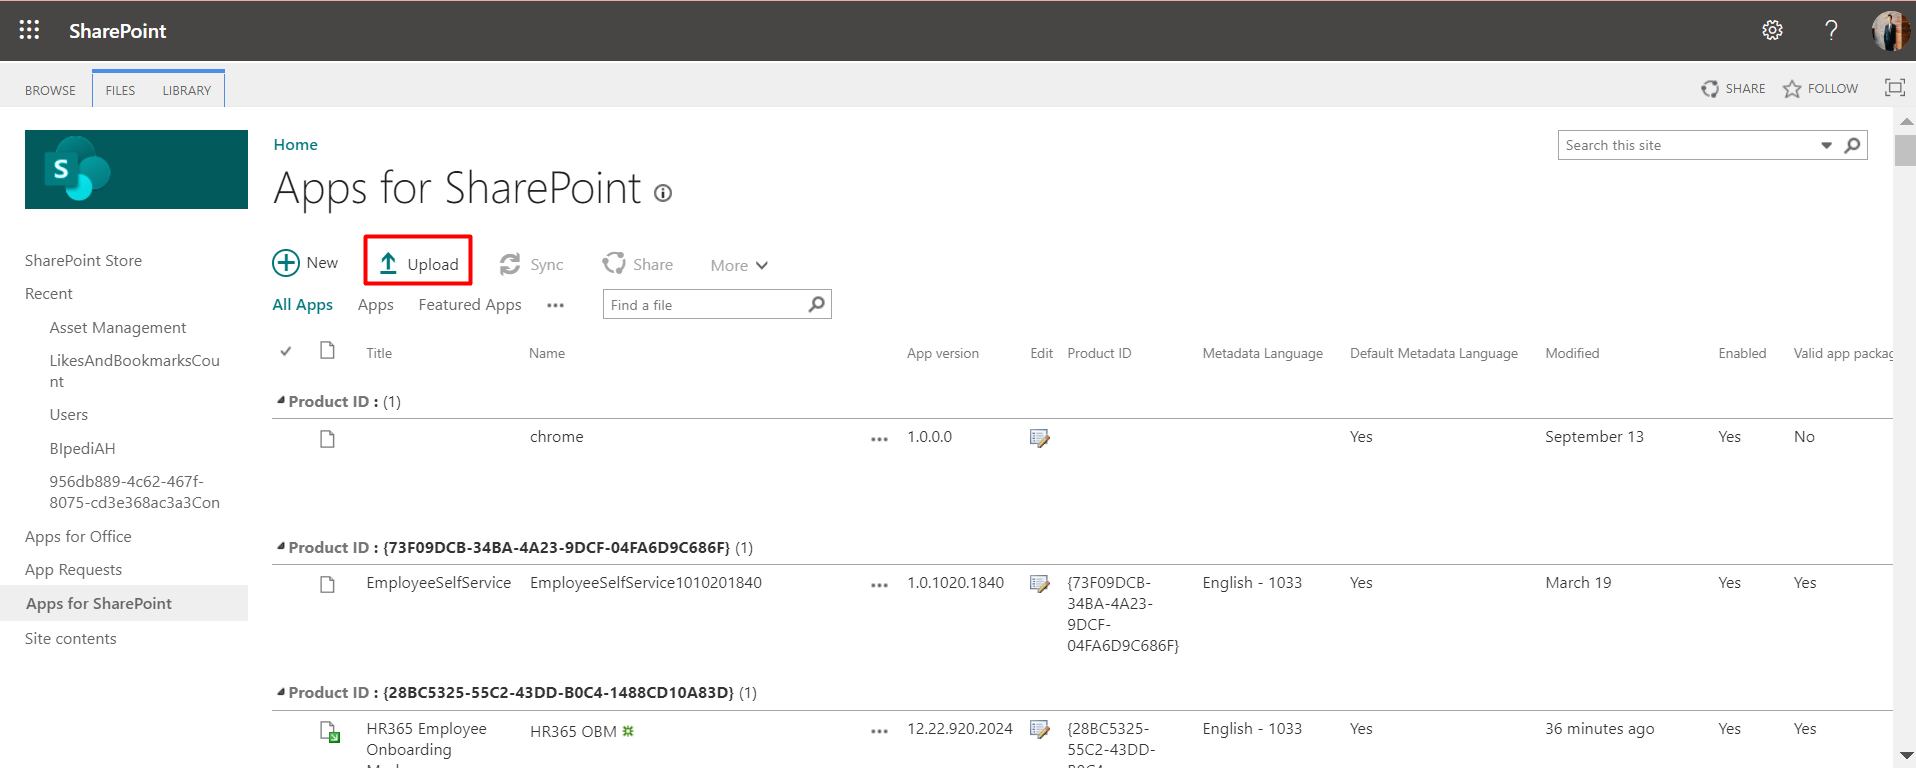 SharePoint
BROWSE FILES LIBRARY SHARE FOLLOW
S
Home
Search this site
Apps for SharePoint
New Upload Sync Share More
All Apps Apps Featured Apps ... Find a file
SharePoint Store
Recent
Asset Management
LikesAndBookmarksCou
nt
Users
BIpediAH
956db889-4c62-467f-
8075-cd3e368ac3a3Con
Apps for Office
App Requests
Apps for SharePoint
Site contents
Title Name App version Edit Product ID Metadata Language Default Metadata Language Modified Enabled Valid app packag
Product ID : (1)
chrome ... 1.0.0.0 Yes September 13 Yes No
Product ID : {73F09DCB-34BA-4A23-9DCF-04FA6D9C686F} (1)
EmployeeSelfService EmployeeSelfService1010201840 ... 1.0.1020.1840 {73F09DCB- English - 1033 Yes March 19 Yes Yes
34BA-4A23-
9DCF-
04FA6D9C686F}
Product ID : {28BC5325-55C2-43DD-B0C4-1488CD10A83D} (1)
HR365 Employee HR365 OBM ... 12.22.920.2024 {28BC5325- English - 1033 Yes 36 minutes ago Yes Yes
Onboarding 55C2-43DD-